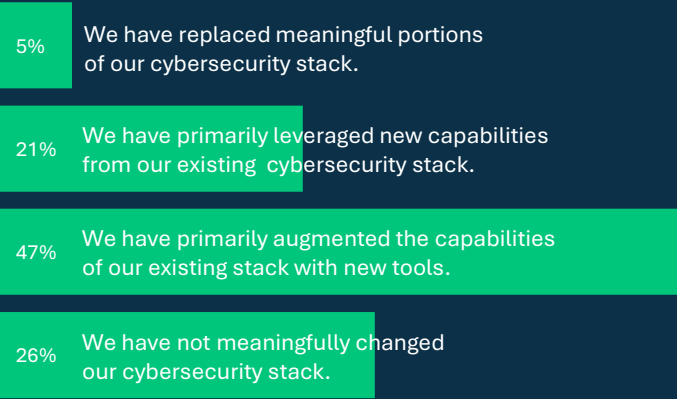 5%
We have replaced meaningful portions
of our cybersecurity stack.
21%
We have primarily leveraged new capabilities
from our existing cybersecurity stack.
47%
We have primarily augmented the capabilities
of our existing stack with new tools.
26%
We have not meaningfully changed
our cybersecurity stack.